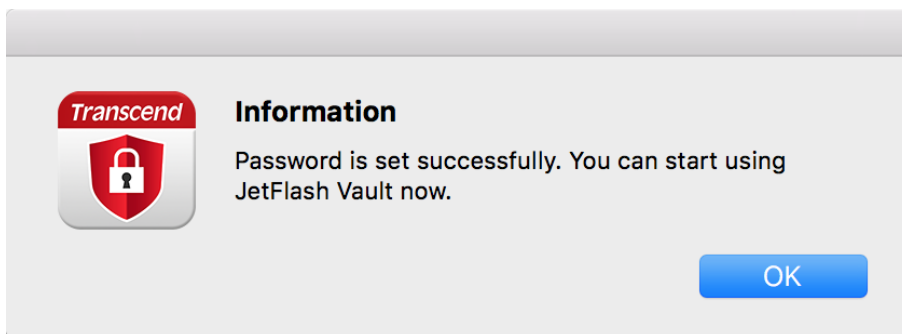 Transcend
Information
Password is set successfully. You can start using
JetFlash Vault now.
OK